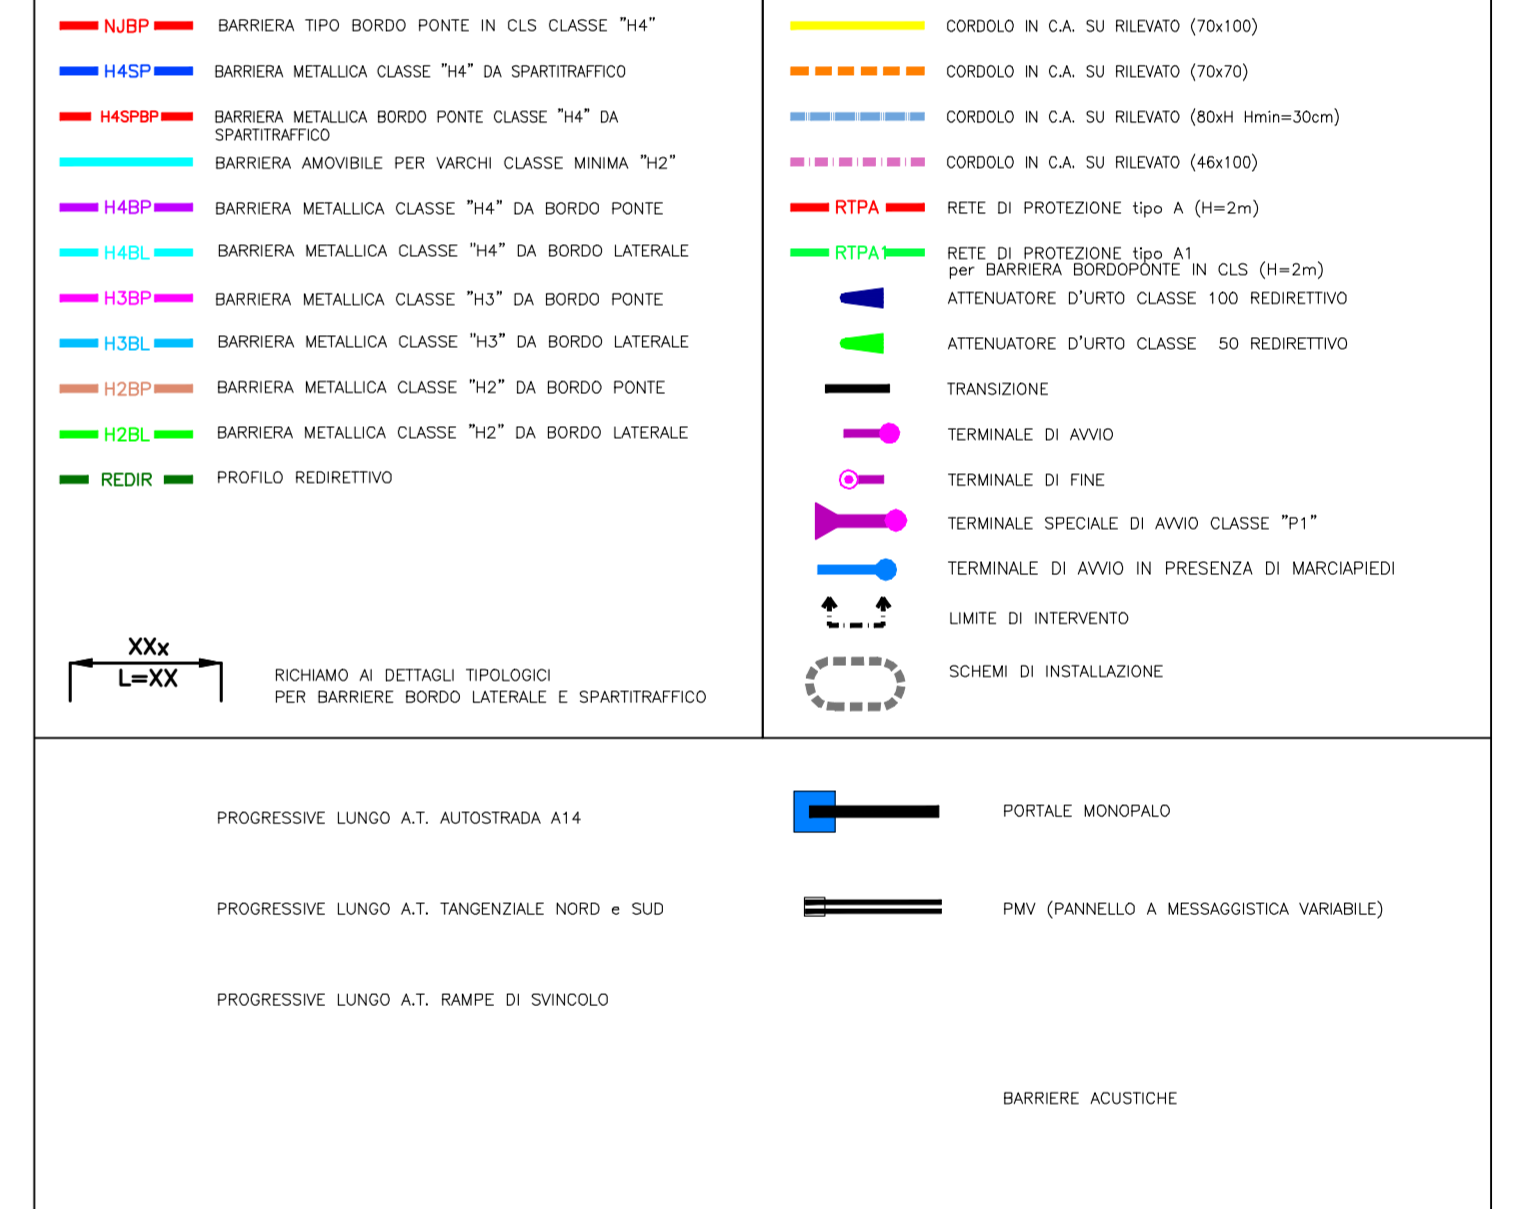 NJBP BARRIERA TIPO BORDO PONTE IN CLS CLASSE "H4"
H4SP BARRIERA METALLICA CLASSE "H4" DA SPARTITRAFFICO
H4SPBP BARRIERA METALLICA BORDO PONTE CLASSE "H4" DA
SPARTITRAFFICO
BARRIERA AMOVIBILE PER VARCHI CLASSE MINIMA "H2"
H4BP BARRIERA METALLICA CLASSE "H4" DA BORDO PONTE
H4BL BARRIERA METALLICA CLASSE "H4" DA BORDO LATERALE
H3BP BARRIERA METALLICA CLASSE "H3" DA BORDO PONTE
H3BL BARRIERA METALLICA CLASSE "H3" DA BORDO LATERALE
H2BP BARRIERA METALLICA CLASSE "H2" DA BORDO PONTE
H2BL BARRIERA METALLICA CLASSE "H2" DA BORDO LATERALE
REDIR PROFILO REDIRETTIVO
XXx
L=XX
RICHIAMO AI DETTAGLI TIPOLOGICI
PER BARRIERE BORDO LATERALE E SPARTITRAFFICO
CORDOLO IN C.A. SU RILEVATO (70x100)
CORDOLO IN C.A. SU RILEVATO (70x70)
CORDOLO IN C.A. SU RILEVATO (80xH Hmin=30cm)
CORDOLO IN C.A. SU RILEVATO (46x100)
RTPA RETE DI PROTEZIONE tipo A (H=2m)
RTPA1 RETE DI PROTEZIONE tipo A1
per BARRIERA BORDOPONTE IN CLS (H=2m)
ATTENUATORE D'URTO CLASSE 100 REDIRETTIVO
ATTENUATORE D'URTO CLASSE 50 REDIRETTIVO
TRANSIZIONE
TERMINALE DI AVVIO
TERMINALE DI FINE
TERMINALE SPECIALE DI AVVIO CLASSE "P1"
TERMINALE DI AVVIO IN PRESENZA DI MARCIAPIEDI
LIMITE DI INTERVENTO
SCHEMI DI INSTALLAZIONE
PROGRESSIVE LUNGO A.T. AUTOSTRADA A14
PROGRESSIVE LUNGO A.T. TANGENZIALE NORD e SUD
PROGRESSIVE LUNGO A.T. RAMPE DI SVINCOLO
PORTALE MONOPALO
PMV (PANNELLO A MESSAGGISTICA VARIABILE)
BARRIERE ACUSTICHE